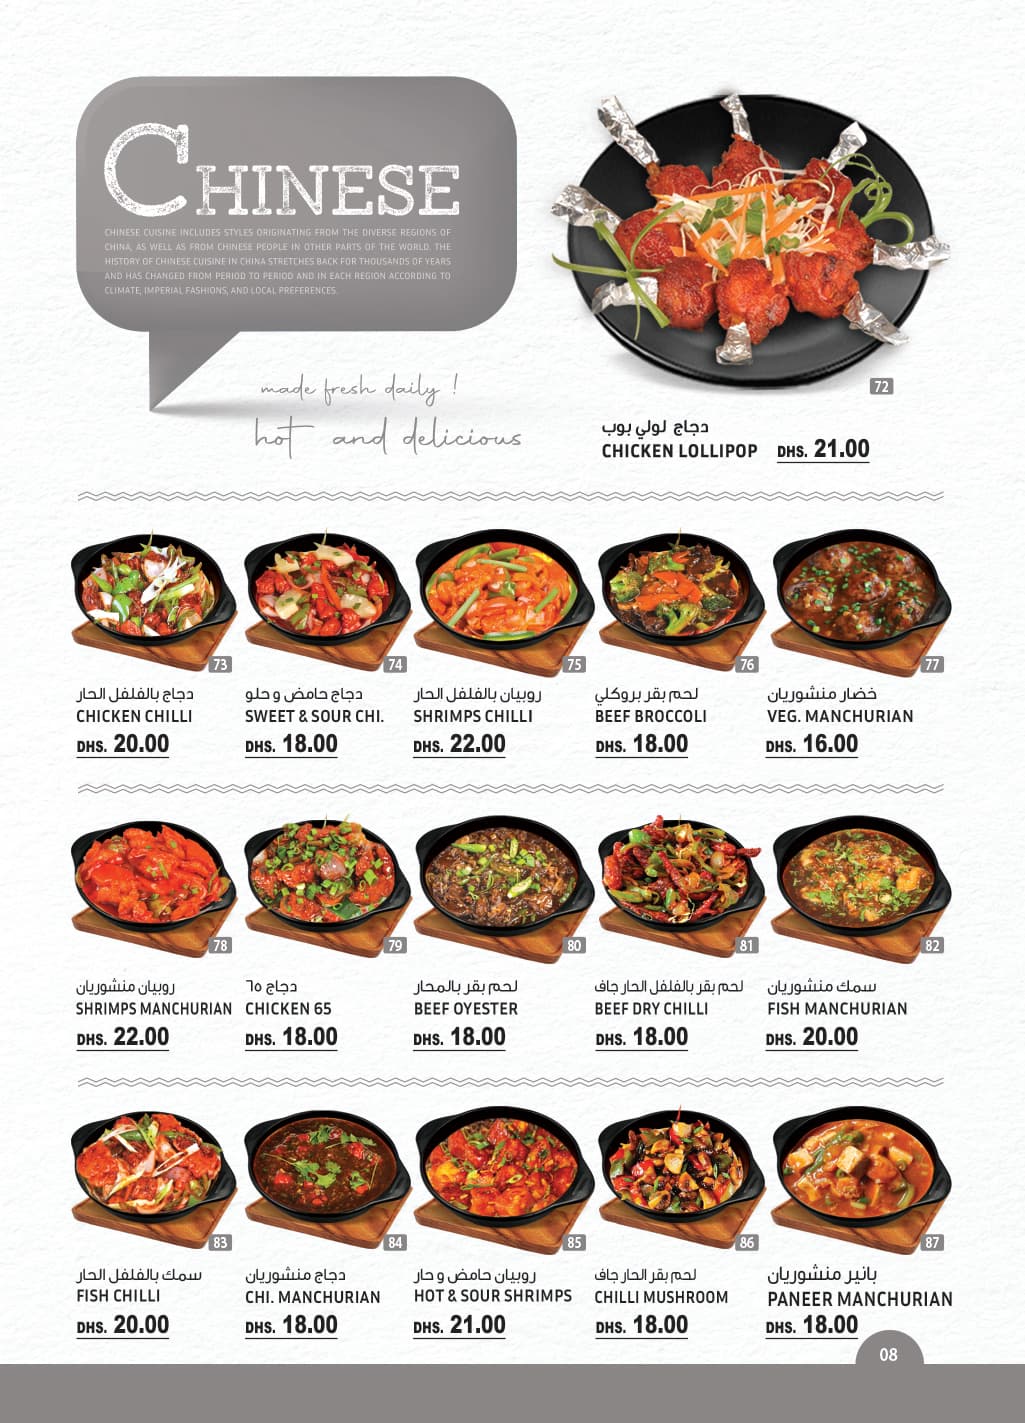 CHINESE
CHINESE CUISINE INCLUDES STYLES ORIGINATING FROM THE DIVERSE REGIONS OF
CHINA, AS WELL AS FROM CHINESE PEOPLE IN OTHER PARTS OF THE WORLD. THE
HISTORY OF CHINESE CUISINE IN CHINA STRETCHES BACK FOR THOUSANDS OF YEARS
AND HAS CHANGED FROM PERIOD TO PERIOD AND IN EACH REGION ACCORDING TO
CLIMATE, IMPERIAL FASHIONS, AND LOCAL PREFERENCES.
made fresh daily !
hot and delicious
72
دجاج لولي بوب
CHICKEN LOLLIPOP DHS. 21.00
73
دجاج بالفلفل الحار
CHICKEN CHILLI
DHS. 20.00
74
دجاج حامض و حلو
SWEET & SOUR CHI.
DHS. 18.00
75
روبيان بالفلفل الحار
SHRIMPS CHILLI
DHS. 22.00
76
لحم بقر بروكلي
BEEF BROCCOLI
DHS. 18.00
77
خضار منشوريان
VEG. MANCHURIAN
DHS. 16.00
78
روبيان منشوريان
SHRIMPS MANCHURIAN
DHS. 22.00
79
دجاج ٦٥
CHICKEN 65
DHS. 18.00
80
لحم بقر بالمحار
BEEF OYESTER
DHS. 18.00
81
لحم بقر بالفلفل الحار جاف
BEEF DRY CHILLI
DHS. 18.00
82
سمك منشوريان
FISH MANCHURIAN
DHS. 20.00
83
سمك بالفلفل الحار
FISH CHILLI
DHS. 20.00
84
دجاج منشوريان
CHI. MANCHURIAN
DHS. 18.00
85
روبيان حامض و حار
HOT & SOUR SHRIMPS
DHS. 21.00
86
لحم بقر الحار جاف
CHILLI MUSHROOM
DHS. 18.00
87
بانير منشوريان
PANEER MANCHURIAN
DHS. 18.00
08